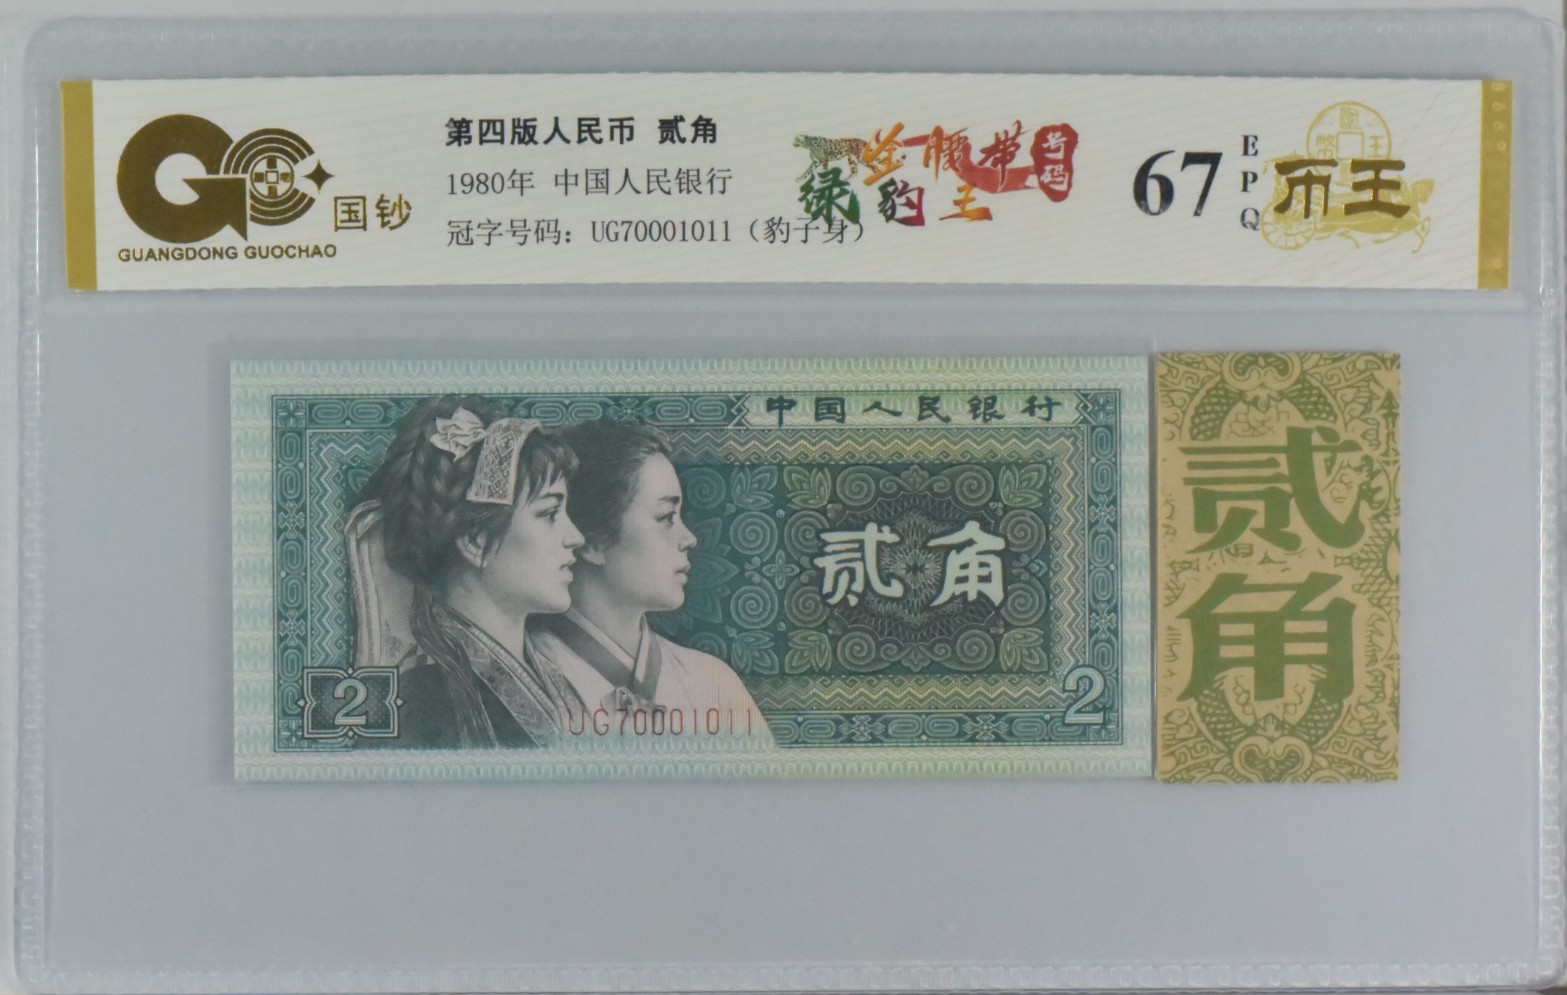 国钞
GUANGDONG GUOCHAO
第四版人民币 贰角
1980年 中国人民银行
冠字号码：UG70001011（豹子身）
金腰带
号码
绿豹王
67
EPQ
币王
中国人民银行
贰角
2
2
UG70001011
贰角